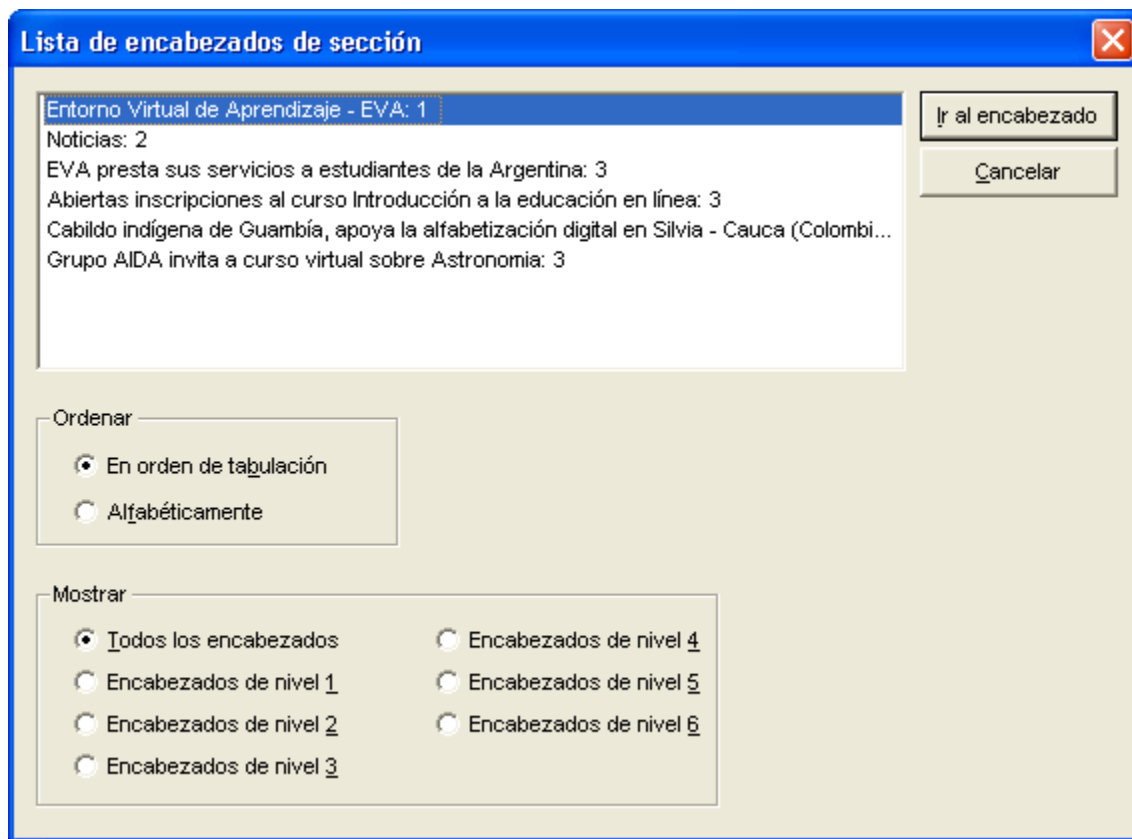 Lista de encabezados de sección
Entorno Virtual de Aprendizaje - EVA: 1
Noticias: 2
EVA presta sus servicios a estudiantes de la Argentina: 3
Abiertas inscripciones al curso Introducción a la educación en línea: 3
Cabildo indígena de Guambía, apoya la alfabetización digital en Silvia - Cauca (Colombi...
Grupo AIDA invita a curso virtual sobre Astronomia: 3
Ir al encabezado
Cancelar
Ordenar
En orden de tabulación
Alfabéticamente
Mostrar
Todos los encabezados
Encabezados de nivel 1
Encabezados de nivel 2
Encabezados de nivel 3
Encabezados de nivel 4
Encabezados de nivel 5
Encabezados de nivel 6